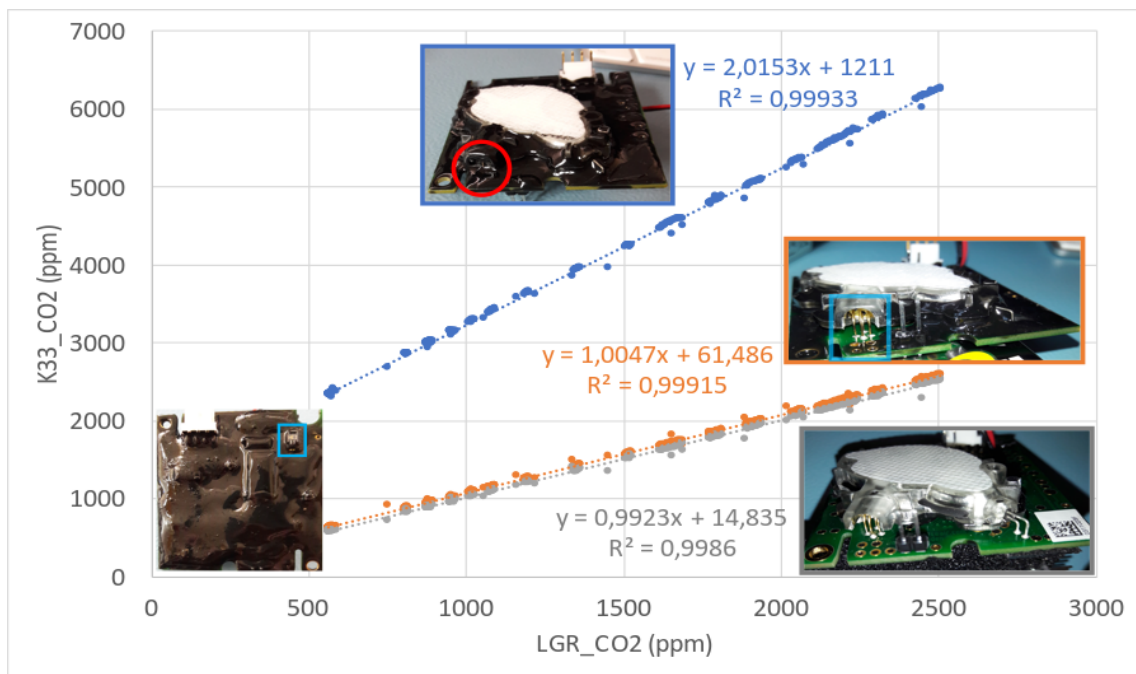 7000
6000
5000
4000
3000
2000
1000
0
K33_CO2 (ppm)
y = 2,0153x + 1211
R² = 0,99933
y = 1,0047x + 61,486
R² = 0,99915
y = 0,9923x + 14,835
R² = 0,9986
0 500 1000 1500 2000 2500 3000
LGR_CO2 (ppm)